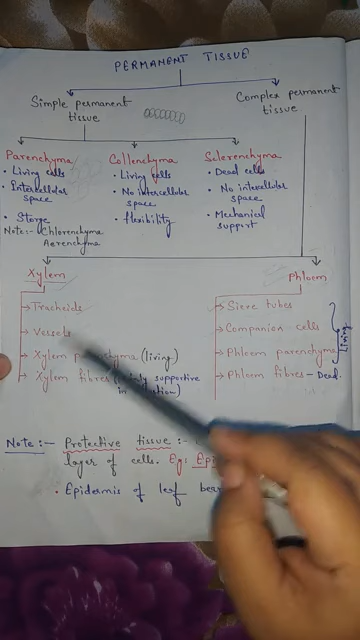 PERMANENT TISSUE
Simple permanent tissue
Complex permanent tissue
Parenchyma
• Living cells
• Intercellular space
• Storge
Note:- Chlorenchyma
Aerenchyma
Collenchyma
• Living cells
• No intercellular space
• flexibility
Sclerenchyma
• Dead cells
• No intercellular space
• Mechanical support
Xylem
→ Tracheids
→ Vessels
→ Xylem parenchyma (living)
→ Xylem fibres supportive
in
Phloem
→ Sieve tubes
→ Companion cells
→ Phloem parenchyma
→ Phloem fibres - Dead.
living
Note :- Protective tissue :-
layer of cells. Eg: Epi
• Epidermis of